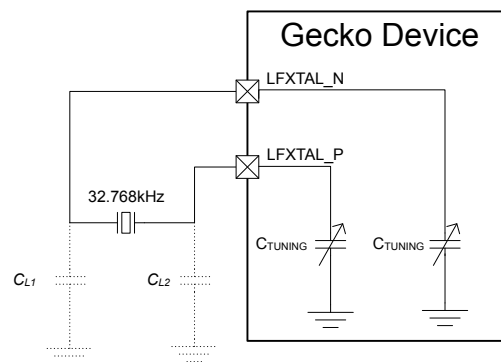 Gecko Device
LFXTAL_N
LFXTAL_P
32.768kHz
CTUNING
CTUNING
CL1
CL2